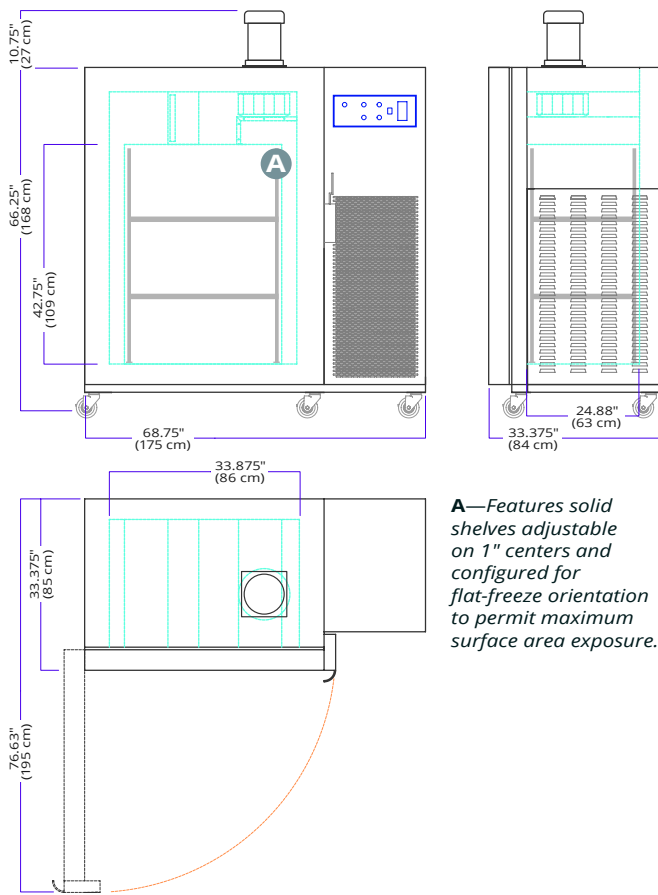 10.75"
(27 cm)
66.25"
(168 cm)
42.75"
(109 cm)
A
68.75"
(175 cm)
24.88"
(63 cm)
33.375"
(84 cm)
33.875"
(86 cm)
33.375"
(85 cm)
76.63"
(195 cm)
A—Features solid
shelves adjustable
on 1" centers and
configured for
flat-freeze orientation
to permit maximum
surface area exposure.